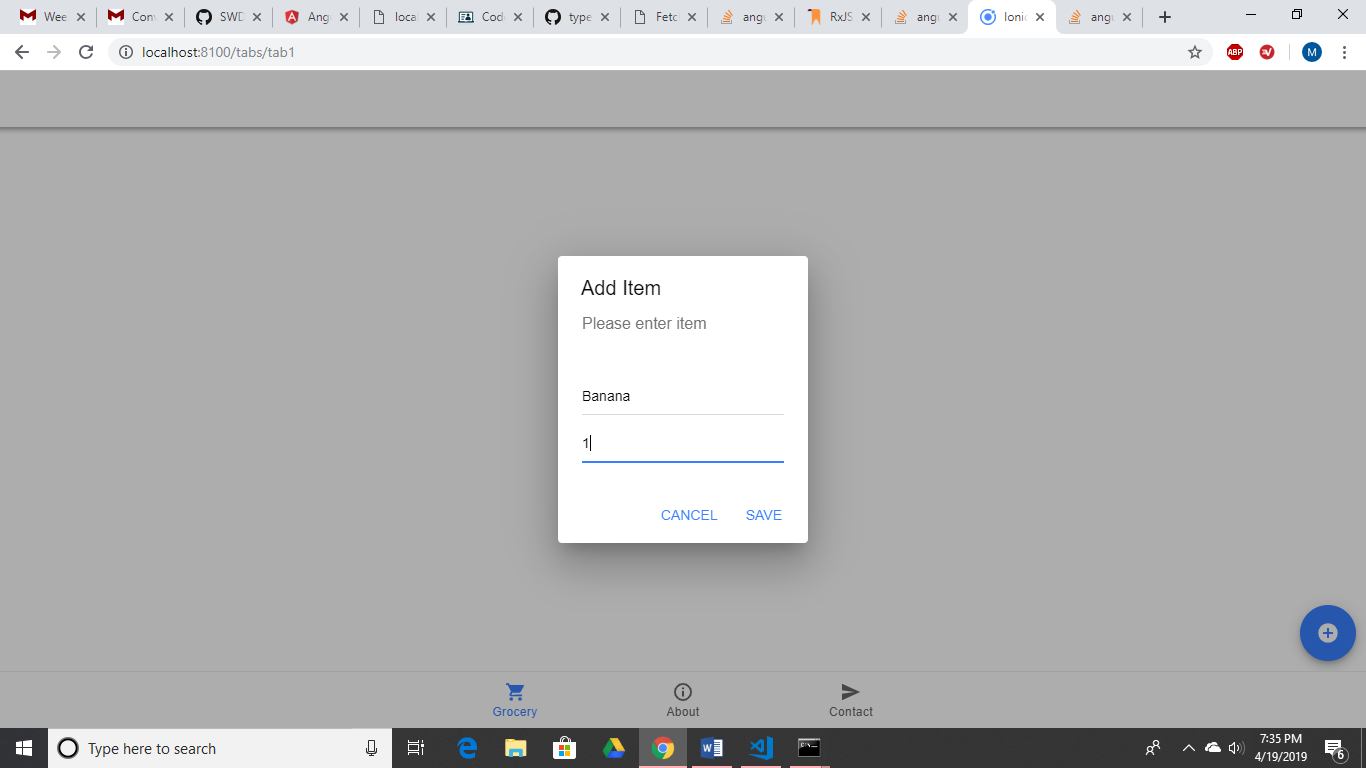 Wee
Con
SWD
Ang
loca
Cod
type
Fetc
ang
RxJS
ang
Ionic
ang
localhost:8100/tabs/tab1
ABP
M
Add Item
Please enter item
Banana
1
CANCEL
SAVE
Grocery
About
Contact
Type here to search
7:35 PM
4/19/2019
6